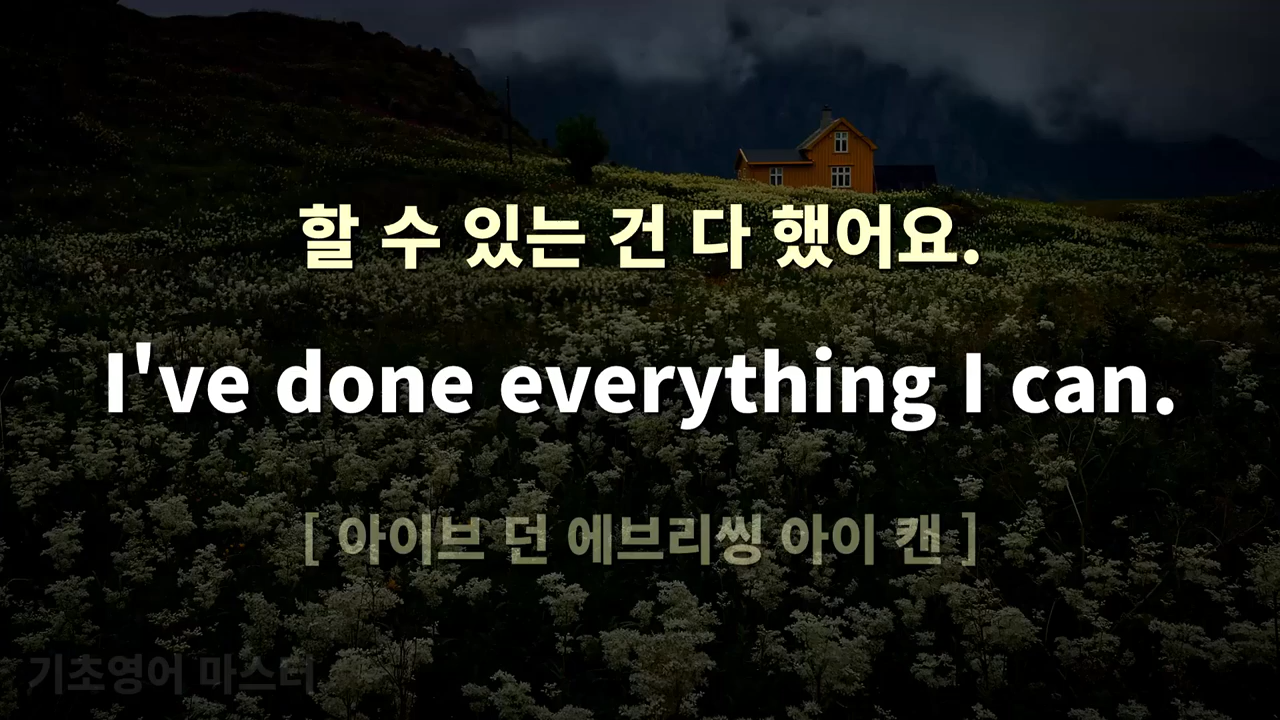 할 수 있는 건 다 했어요.
I've done everything I can.
[ 아이브 던 에브리씽 아이 캔 ]
기초영어 마스터